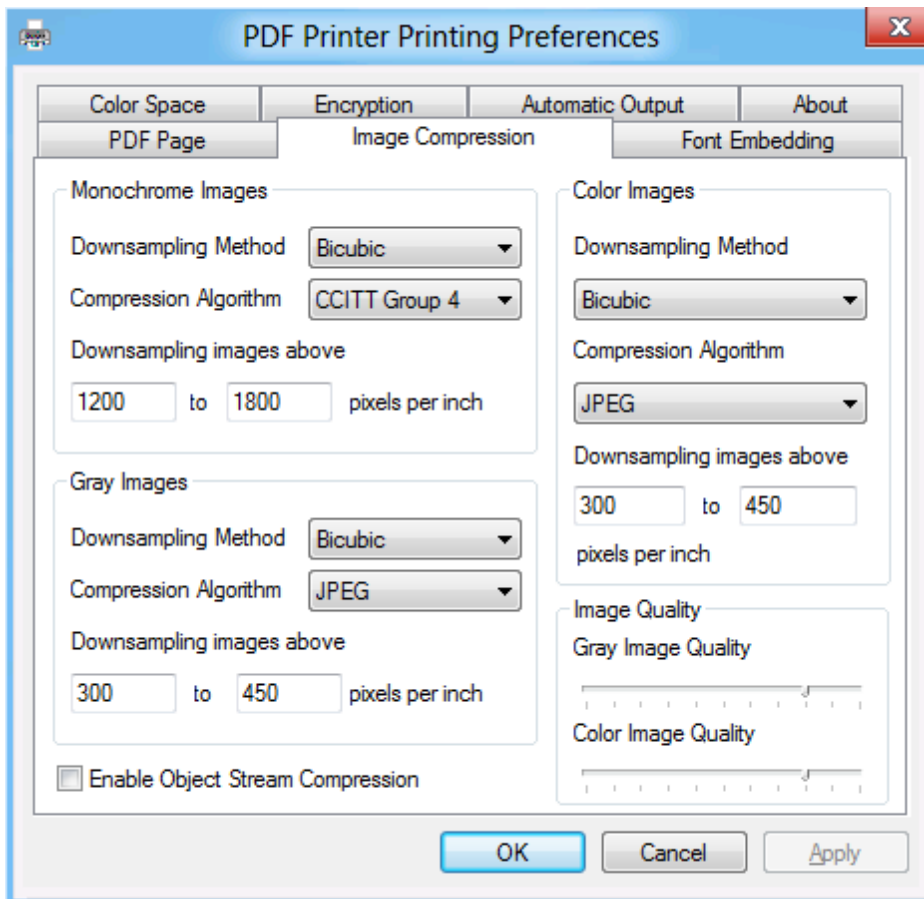 PDF Printer Printing Preferences
x
Color Space Encryption Automatic Output About
PDF Page Image Compression Font Embedding
Monochrome Images
Downsampling Method Bicubic
Compression Algorithm CCITT Group 4
Downsampling images above
1200 to 1800 pixels per inch
Gray Images
Downsampling Method Bicubic
Compression Algorithm JPEG
Downsampling images above
300 to 450 pixels per inch
Enable Object Stream Compression
Color Images
Downsampling Method
Bicubic
Compression Algorithm
JPEG
Downsampling images above
300 to 450
pixels per inch
Image Quality
Gray Image Quality
Color Image Quality
OK Cancel Apply